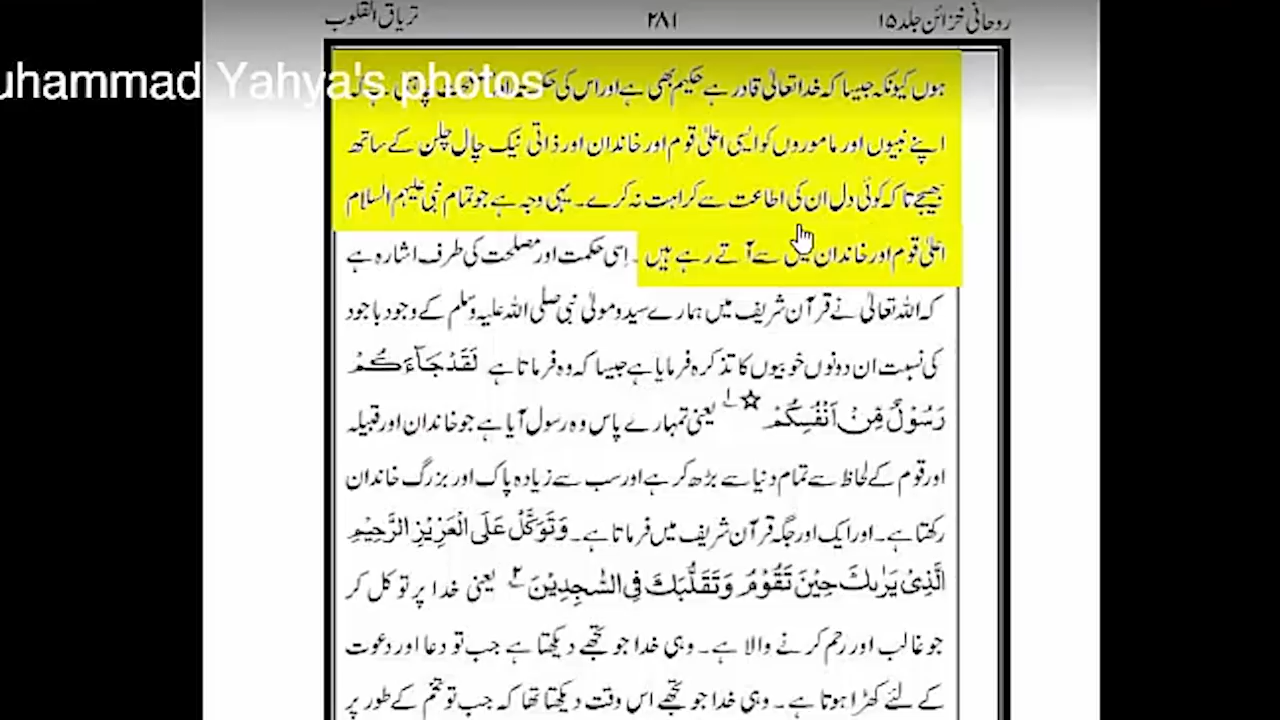 روحانی خزائن جلد ۱۵
۲۸۱
تریاق القلوب
uhammad Yahya's photos
ہوں کیونکہ جیسا کہ خدا تعالیٰ قادر ہے حکیم بھی ہے اور اس کی
اپنے نبیوں اور ماموروں کو ایسی اعلیٰ قوم اور خاندان اور ذاتی نیک چال چلن کے ساتھ
بھیجے تا کہ کوئی دل ان کی اطاعت سے کراہت نہ کرے۔ یہی وجہ ہے جو تمام نبی علیہم السلام
اعلیٰ قوم اور خاندان میں سے آتے رہے ہیں۔ اِسی حکمت اور مصلحت کی طرف اشارہ ہے
کہ اللہ تعالیٰ نے قرآن شریف میں ہمارے سید و مولیٰ نبی صلی اللہ علیہ وسلم کے وجود باجود
کی نسبت ان دونوں خوبیوں کا تذکرہ فرمایا ہے جیسا کہ وہ فرماتا ہے لَقَدْ جَآءَكُمْ
رَسُوْلٌ مِّنْ اَنْفُسِكُمْ ☆ ۱ یعنی تمہارے پاس وہ رسول آیا ہے جو خاندان اور قبیلہ
اور قوم کے لحاظ سے تمام دنیا سے بڑھ کر ہے اور سب سے زیادہ پاک اور بزرگ خاندان
رکھتا ہے۔ اور ایک اور جگہ قرآن شریف میں فرماتا ہے۔ وَتَوَكَّلْ عَلَى الْعَزِيْزِ الرَّحِيْمِ
الَّذِىْ يَرٰىكَ حِيْنَ تَقُوْمُ وَتَقَلُّبَكَ فِى السّٰجِدِيْنَ ۲ یعنی خدا پر توکل کر
جو غالب اور رحم کرنے والا ہے۔ وہی خدا جو تجھے دیکھتا ہے جب تو دعا اور دعوت
کے لئے کھڑا ہوتا ہے۔ وہی خدا جو تجھے اس وقت دیکھتا تھا کہ جب تو تخم کے طور پر